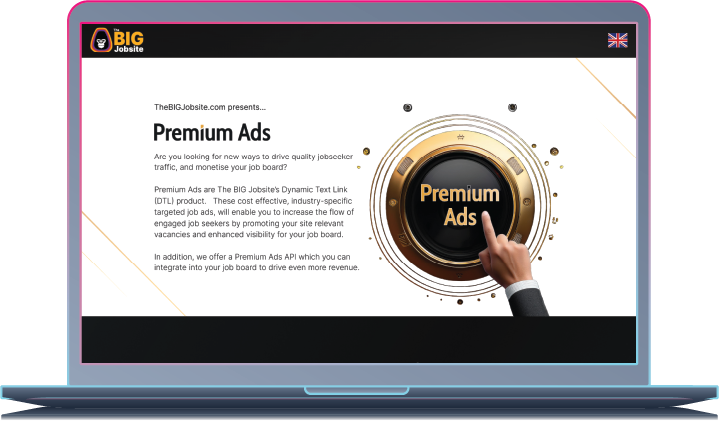 The
BIG
Jobsite
TheBIGJobsite.com presents...
Premium Ads
Are you looking for new ways to drive quality jobseeker
traffic, and monetise your job board?
Premium Ads are The BIG Jobsite's Dynamic Text Link
(DTL) product. These cost effective, industry-specific
targeted job ads, will enable you to increase the flow of
engaged job seekers by promoting your site relevant
vacancies and enhanced visibility for your job board.
In addition, we offer a Premium Ads API which you can
integrate into your job board to drive even more revenue.
Premium
Ads